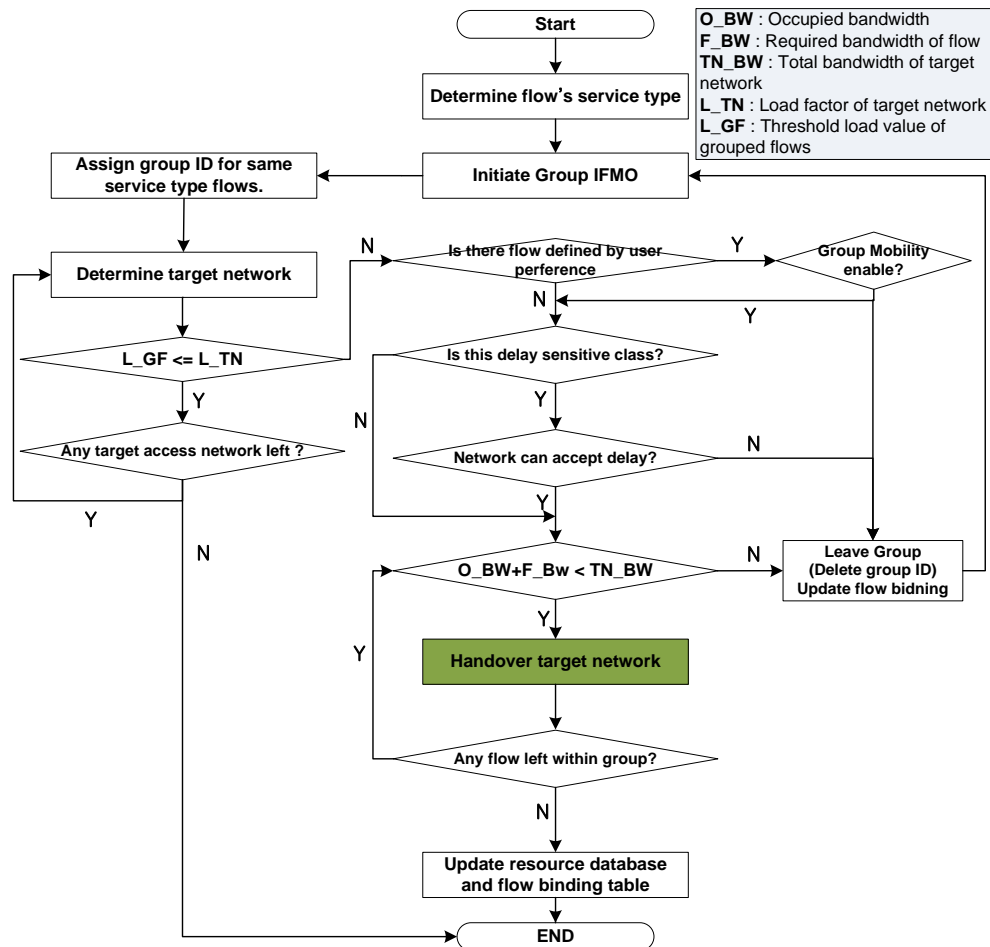 Start
O_BW : Occupied bandwidth
F_BW : Required bandwidth of flow
TN_BW : Total bandwidth of target
network
L_TN : Load factor of target network
L_GF : Threshold load value of
grouped flows
Determine flow's service type
Assign group ID for same
service type flows.
Initiate Group IFMO
N
Is there flow defined by user
perference
Y
Group Mobility
enable?
Determine target network
N
Y
L_GF <= L_TN
Is this delay sensitive class?
Y
N
Y
Any target access network left ?
Network can accept delay?
N
Y
Y
N
O_BW+F_Bw < TN_BW
N
Leave Group
(Delete group ID)
Update flow bidning
Y
Y
Handover target network
Any flow left within group?
N
Update resource database
and flow binding table
END